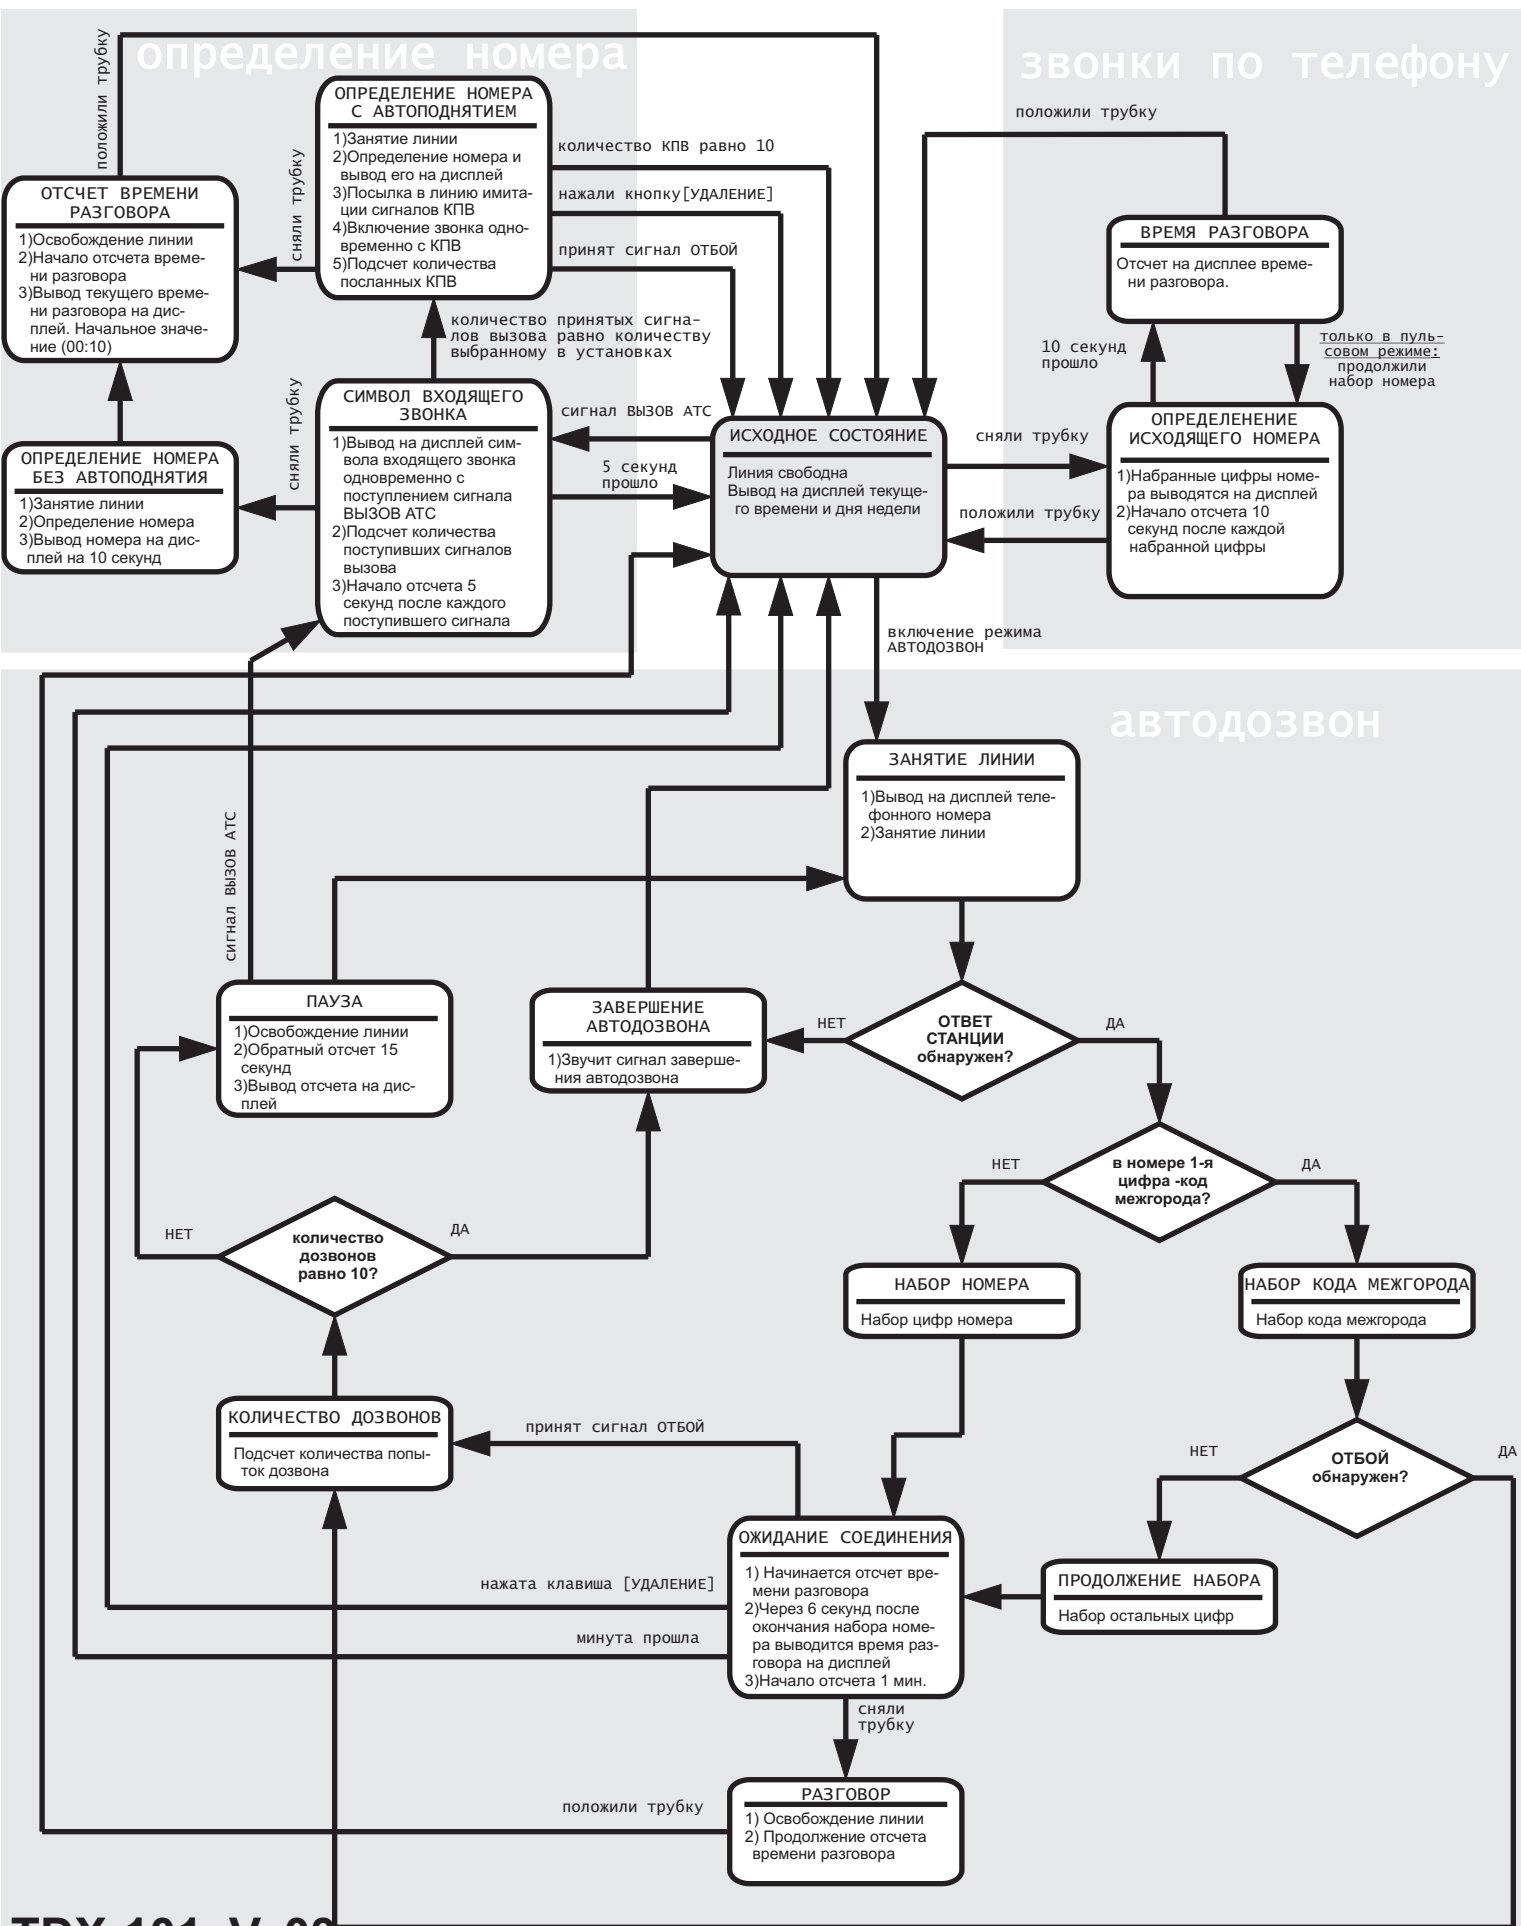 определение номера
звонки по телефону
положили трубку
ОПРЕДЕЛЕНИЕ НОМЕРА
С АВТОПОДНЯТИЕМ
1)Занятие линии
2)Определение номера и
вывод его на дисплей
3)Посылка в линию имита-
ции сигналов КПВ
4)Включение звонка одно-
временно с КПВ
5)Подсчет количества
посланных КПВ
сняли трубку
количество КПВ равно 10
нажали кнопку[УДАЛЕНИЕ]
принят сигнал ОТБОЙ
положили трубку
ОТСЧЕТ ВРЕМЕНИ
РАЗГОВОРА
1)Освобождение линии
2)Начало отсчета време-
ни разговора
3)Вывод текущего време-
ни разговора на дис-
плей. Начальное значе-
ние (00:10)
ВРЕМЯ РАЗГОВОРА
Отсчет на дисплее време-
ни разговора.
количество принятых сигна-
лов вызова равно количеству
выбранному в установках
10 секунд
прошло
только в пуль-
совом режиме:
продолжили
набор номера
сняли трубку
СИМВОЛ ВХОДЯЩЕГО
ЗВОНКА
1)Вывод на дисплей сим-
вола входящего звонка
одновременно с
поступлением сигнала
ВЫЗОВ АТС
2)Подсчет количества
поступивших сигналов
вызова
3)Начало отсчета 5
секунд после каждого
поступившего сигнала
сигнал ВЫЗОВ АТС
5 секунд
прошло
ИСХОДНОЕ СОСТОЯНИЕ
Линия свободна
Вывод на дисплей текуще-
го времени и дня недели
сняли трубку
положили трубку
ОПРЕДЕЛЕНЕНИЕ
ИСХОДЯЩЕГО НОМЕРА
1)Набранные цифры номе-
ра выводятся на дисплей
2)Начало отсчета 10
секунд после каждой
набранной цифры
ОПРЕДЕЛЕНИЕ НОМЕРА
БЕЗ АВТОПОДНЯТИЯ
1)Занятие линии
2)Определение номера
3)Вывод номера на дис-
плей на 10 секунд
включение режима
АВТОДОЗВОН
автодозвон
ЗАНЯТИЕ ЛИНИИ
1)Вывод на дисплей теле-
фонного номера
2)Занятие линии
сигнал ВЫЗОВ АТС
ПАУЗА
1)Освобождение линии
2)Обратный отсчет 15
секунд
3)Вывод отсчета на дис-
плей
ЗАВЕРШЕНИЕ
АВТОДОЗВОНА
1)Звучит сигнал заверше-
ния автодозвона
НЕТ
ОТВЕТ
СТАНЦИИ
обнаружен?
ДА
НЕТ
в номере 1-я
цифра -код
межгорода?
ДА
НЕТ
количество
дозвонов
равно 10?
ДА
НАБОР НОМЕРА
Набор цифр номера
НАБОР КОДА МЕЖГОРОДА
Набор кода межгорода
КОЛИЧЕСТВО ДОЗВОНОВ
Подсчет количества попы-
ток дозвона
принят сигнал ОТБОЙ
НЕТ
ОТБОЙ
обнаружен?
ДА
ОЖИДАНИЕ СОЕДИНЕНИЯ
1) Начинается отсчет вре-
мени разговора
2)Через 6 секунд после
окончания набора номе-
ра выводится время раз-
говора на дисплей
3)Начало отсчета 1 мин.
нажата клавиша [УДАЛЕНИЕ]
минута прошла
ПРОДОЛЖЕНИЕ НАБОРА
Набор остальных цифр
сняли
трубку
положили трубку
РАЗГОВОР
1) Освобождение линии
2) Продолжение отсчета
времени разговора